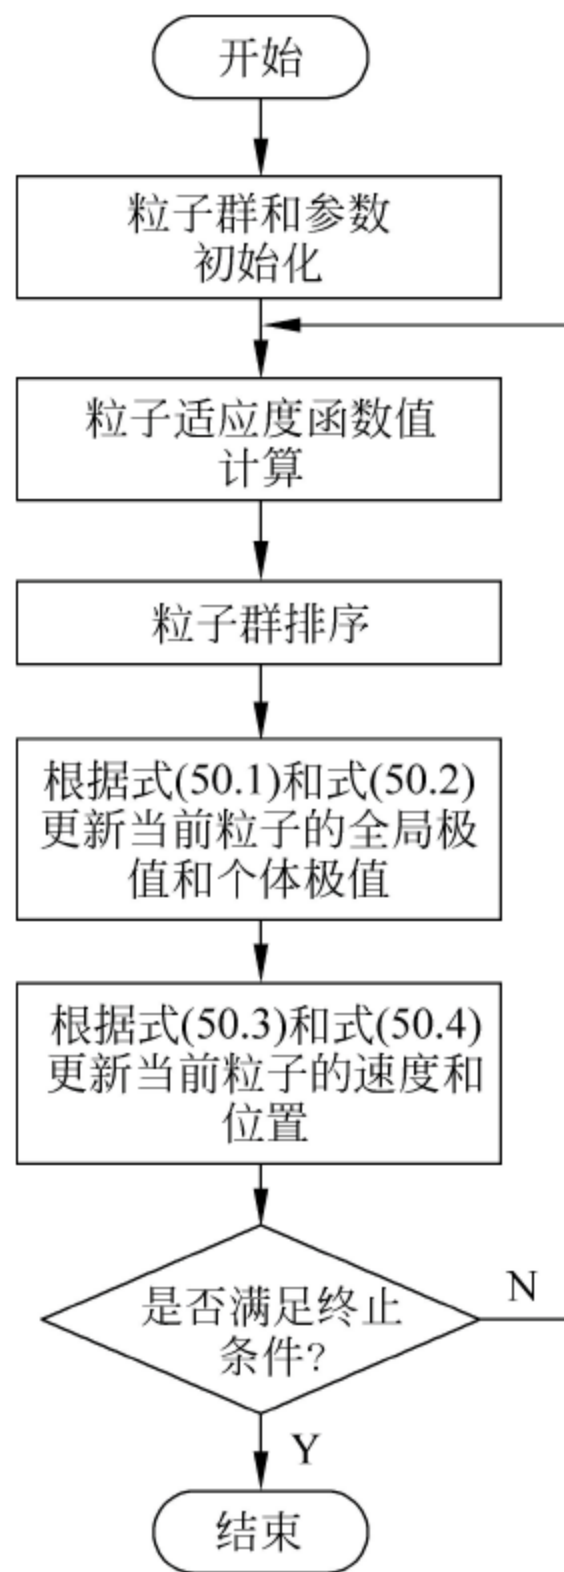 开始
粒子群和参数
初始化
粒子适应度函数值
计算
粒子群排序
根据式(50.1)和式(50.2)
更新当前粒子的全局极
值和个体极值
根据式(50.3)和式(50.4)
更新当前粒子的速度和
位置
是否满足终止
条件?
N
Y
结束